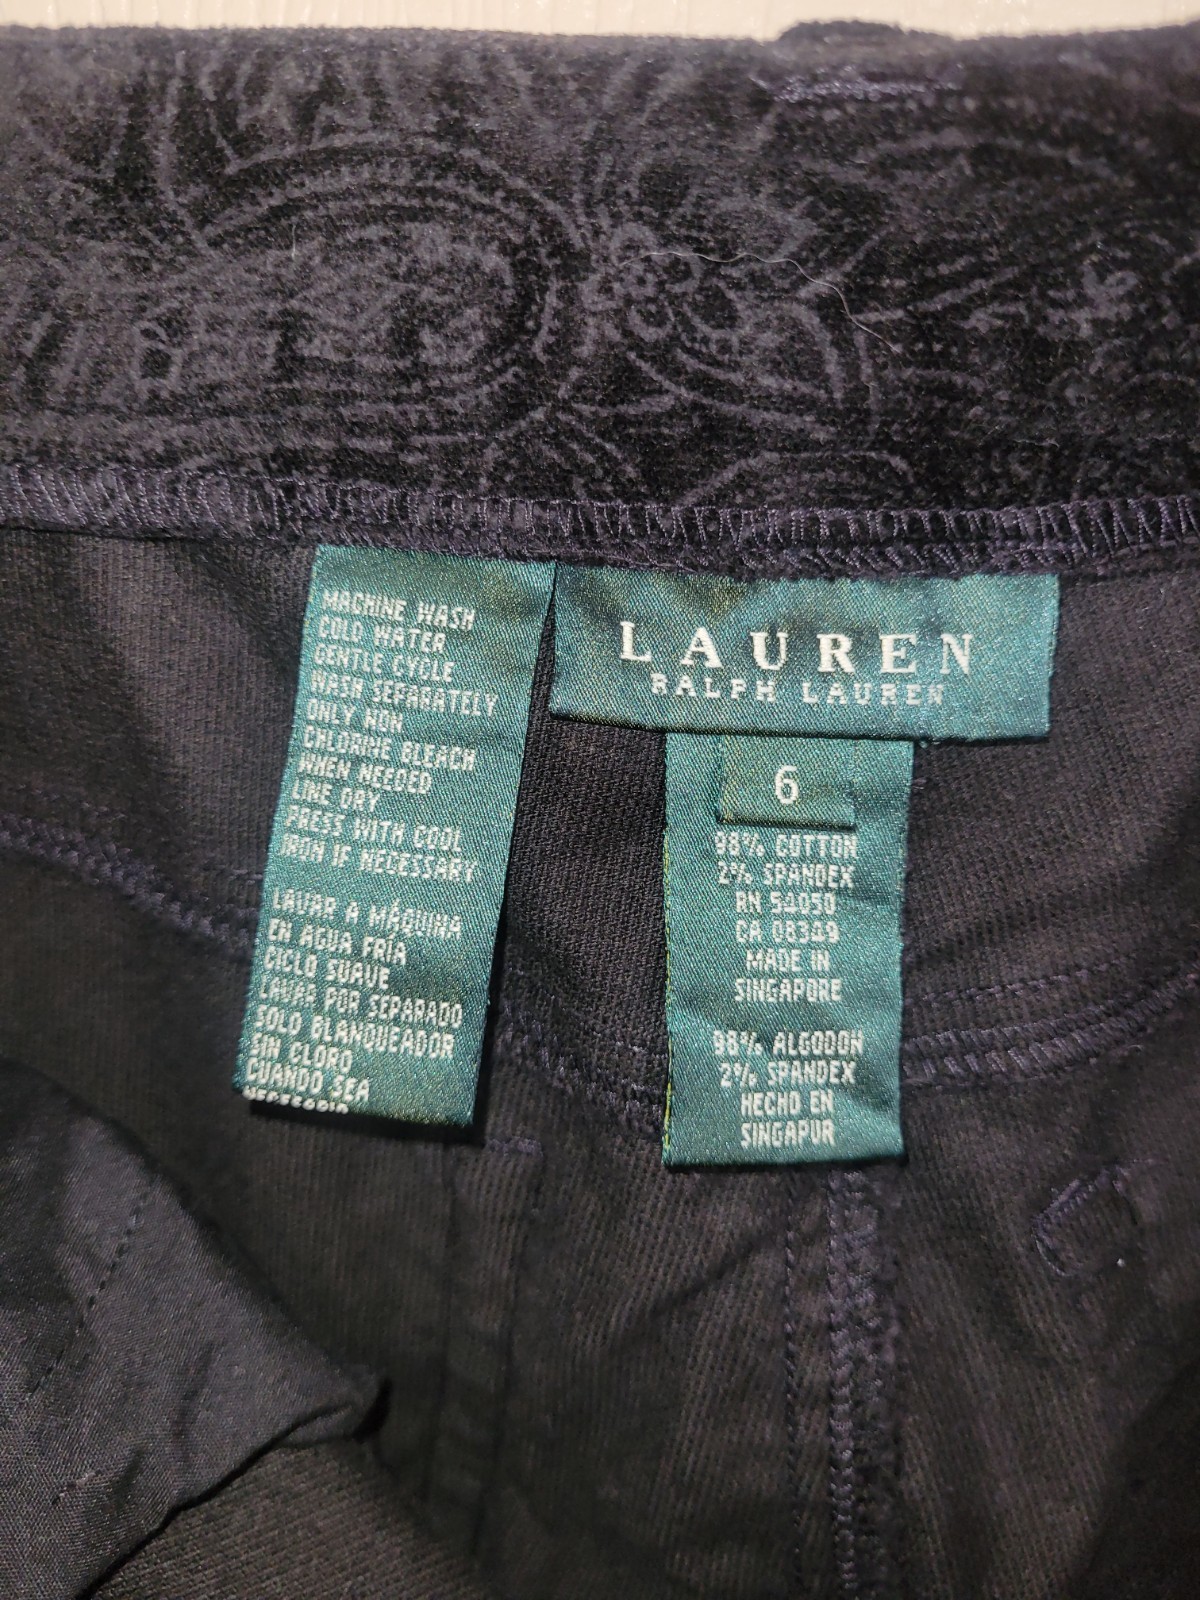 MACHINE WASH
COLD WATER
GENTLE CYCLE
WASH SEPARATELY
ONLY NON
CHLORINE BLEACH
WHEN NEEDED
LINE DRY
PRESS WITH COOL
IRON IF NECESSARY
LAVAR A MÁQUINA
EN AGUA FRIA
CICLO SUAVE
LAVAR POR SEPARADO
SOLO BLANQUEADOR
SIN CLORO
CUANDO SEA
LAUREN
RALPH LAUREN
6
98% COTTON
2% SPANDEX
RN 54050
CA 08349
MADE IN
SINGAPORE
98% ALGODON
2% SPANDEX
HECHO EN
SINGAPUR